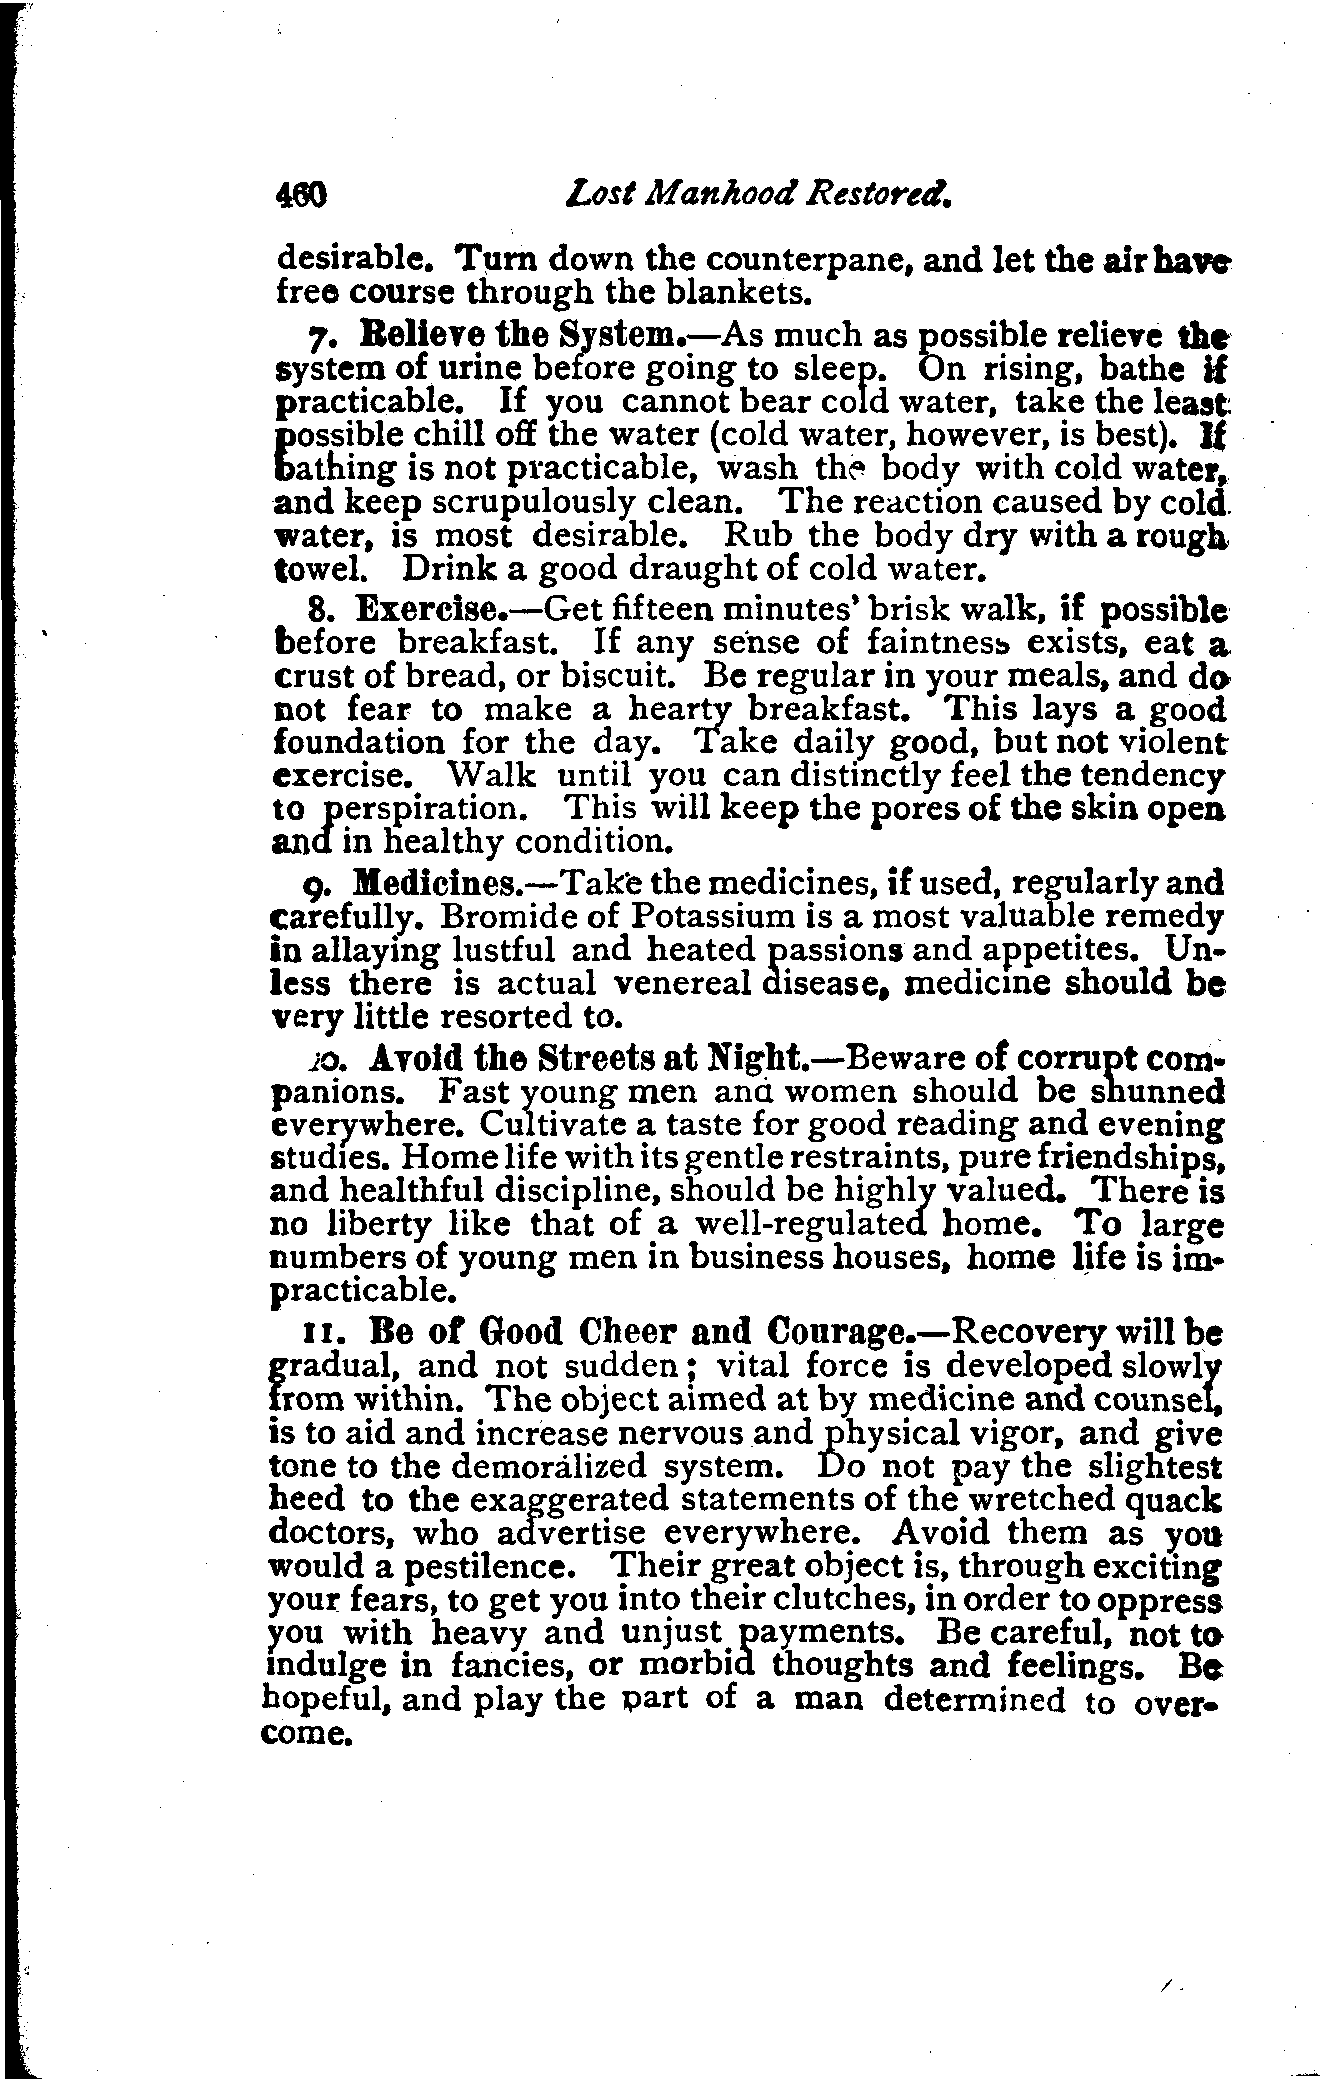 460 Lost Manhood Restored.
desirable. Turn down the counterpane, and let the air have
free course through the blankets.
7. Relieve the System.—As much as possible relieve the
system of urine before going to sleep. On rising, bathe if
practicable. If you cannot bear cold water, take the least
possible chill off the water (cold water, however, is best). If
bathing is not practicable, wash the body with cold water,
and keep scrupulously clean. The reaction caused by cold
water, is most desirable. Rub the body dry with a rough
towel. Drink a good draught of cold water.
8. Exercise.—Get fifteen minutes' brisk walk, if possible
before breakfast. If any sense of faintness exists, eat a
crust of bread, or biscuit. Be regular in your meals, and do
not fear to make a hearty breakfast. This lays a good
foundation for the day. Take daily good, but not violent
exercise. Walk until you can distinctly feel the tendency
to perspiration. This will keep the pores of the skin open
and in healthy condition.
9. Medicines.—Take the medicines, if used, regularly and
carefully. Bromide of Potassium is a most valuable remedy
in allaying lustful and heated passions and appetites. Un-
less there is actual venereal disease, medicine should be
very little resorted to.
10. Avoid the Streets at Night.—Beware of corrupt com-
panions. Fast young men and women should be shunned
everywhere. Cultivate a taste for good reading and evening
studies. Home life with its gentle restraints, pure friendships,
and healthful discipline, should be highly valued. There is
no liberty like that of a well-regulated home. To large
numbers of young men in business houses, home life is im-
practicable.
11. Be of Good Cheer and Courage.—Recovery will be
gradual, and not sudden; vital force is developed slowly
from within. The object aimed at by medicine and counsel,
is to aid and increase nervous and physical vigor, and give
tone to the demoralized system. Do not pay the slightest
heed to the exaggerated statements of the wretched quack
doctors, who advertise everywhere. Avoid them as you
would a pestilence. Their great object is, through exciting
your fears, to get you into their clutches, in order to oppress
you with heavy and unjust payments. Be careful, not to
indulge in fancies, or morbid thoughts and feelings. Be
hopeful, and play the part of a man determined to over-
come.